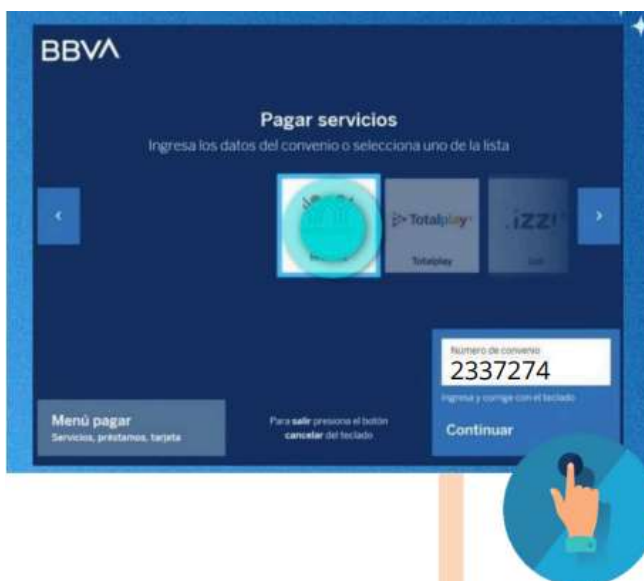 BBVA
Pagar servicios
Ingresa los datos del convenio o selecciona uno de la lista
Totalplay
izzi
Totalplay
Número de convenio
2337274
Ingresa y corrige con el teclado
Menú pagar
Servicios, préstamos, tarjeta
Para salir presiona el botón
cancelar del teclado
Continuar